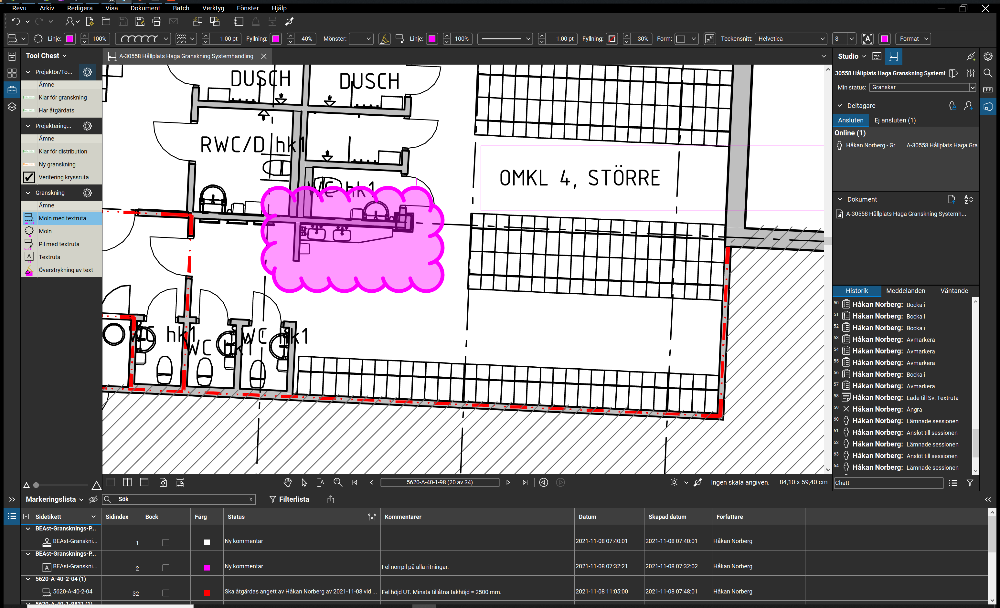 Revu Arkiv Redigera Visa Dokument Batch Verktyg Fönster Hjälp
Linje: 100% 1,00 pt Fyllning: 40% Mönster: Linje: 100% 1,00 pt Fyllning: 30% Form: Teckensnitt: Helvetica 8 A Format
Tool Chest
A-30558 Hållplats Haga Granskning Systemhandling
Projektör/To...
Ämne
Klar för granskning
Har åtgärdats
Projektering...
Ämne
Klar för distribution
Ny granskning
Verifering kryssruta
Granskning
Ämne
Moln med textruta
Moln
Pil med textruta
Textruta
Överstrykning av text
DUSCH
DUSCH
RWC/D hk1
WC hk1
OMKL 4, STÖRRE
WC hk1
WC hk1
WC hk1
Studio
30558 Hållplats Haga Granskning Systeml
Min status: Granskar
Deltagare
Ansluten Ej ansluten (1)
Online (1)
Håkan Norberg - Gr... A-30558 Hållplats Haga Gra.
Dokument
A-30558 Hållplats Haga Granskning Systemh...
Historik Meddelanden Väntande
50 Håkan Norberg: Bocka i
51 Håkan Norberg: Bocka i
52 Håkan Norberg: Bocka i
53 Håkan Norberg: Avmarkera
54 Håkan Norberg: Avmarkera
55 Håkan Norberg: Avmarkera
56 Håkan Norberg: Bocka i
57 Håkan Norberg: Avmarkera
58 Håkan Norberg: Lade till Sv: Textruta
59 Håkan Norberg: Ängra
60 Håkan Norberg: Lämnade sessionen
61 Håkan Norberg: Anslöt till sessionen
62 Håkan Norberg: Lämnade sessionen
63 Håkan Norberg: Anslöt till sessionen
64 Håkan Norberg: Lämnade sessionen
Chatt
5620-A-40-1-98 (20 av 34)
Ingen skala angiven. 84,10 x 59,40 cm
Markeringslista Sök x Filterlista
Sidetikett Sidindex Bock Färg Status Kommentarer Datum Skapad datum Författare
BEAst-Gransknings-P...
BEAst-Granskni... 1 Ny kommentar 2021-11-08 07:40:01 2021-11-08 07:40:01 Håkan Norberg
BEAst-Gransknings-P...
BEAst-Granskni... 2 Ny kommentar Fel norrpil på alla ritningar. 2021-11-08 07:32:21 2021-11-08 07:32:02 Håkan Norberg
5620-A-40-2-04 (1)
5620-A-40-2-04 32 Ska åtgärdas angett av Håkan Norberg av 2021-11-08 vid ... Fel höjd UT. Minsta tillåtna takhöjd = 2500 mm. 2021-11-08 11:05:00 2021-11-08 07:48:01 Håkan Norberg
5620-A-40-1-9831 (1)